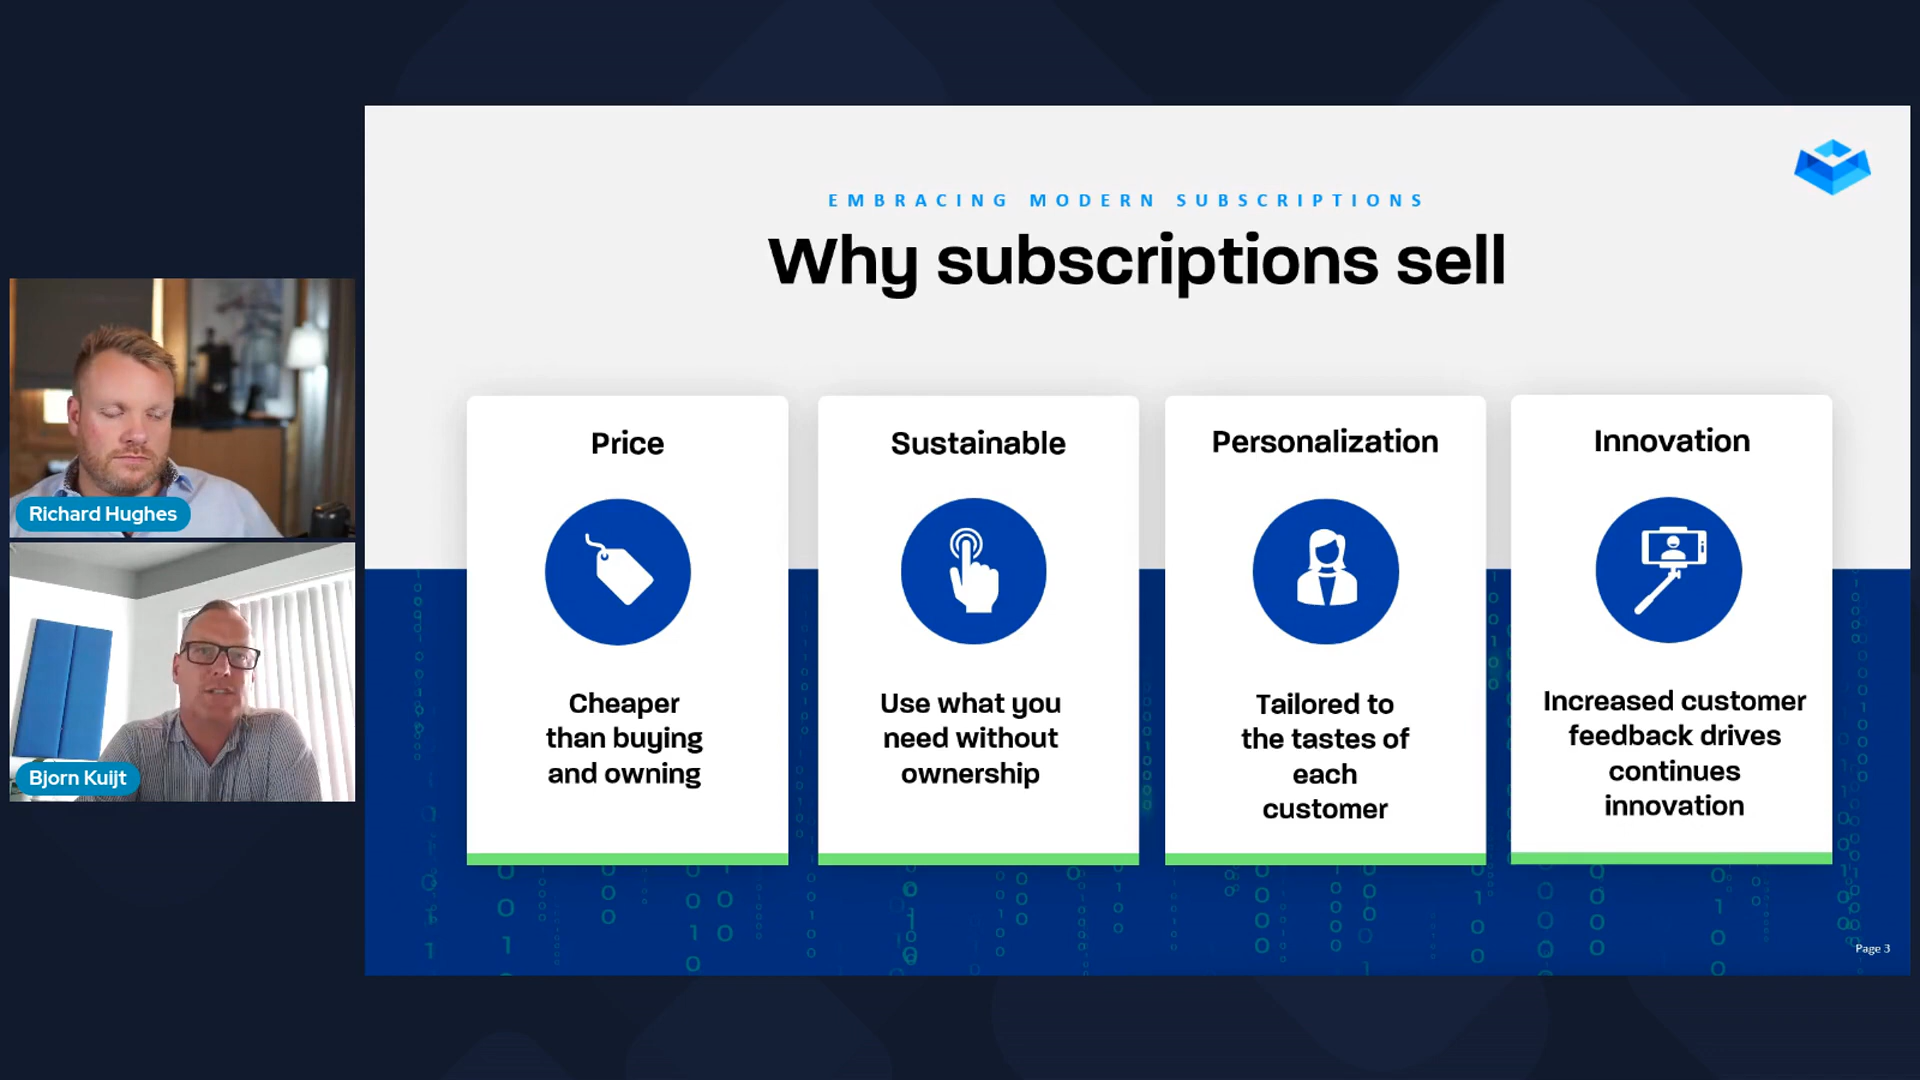 EMBRACING MODERN SUBSCRIPTIONS
Why subscriptions sell
Price
Cheaper
than buying
and owning
Sustainable
Use what you
need without
ownership
Personalization
Tailored to
the tastes of
each
customer
Innovation
Increased customer
feedback drives
continues
innovation
Page 3
Richard Hughes
Bjorn Kuijt